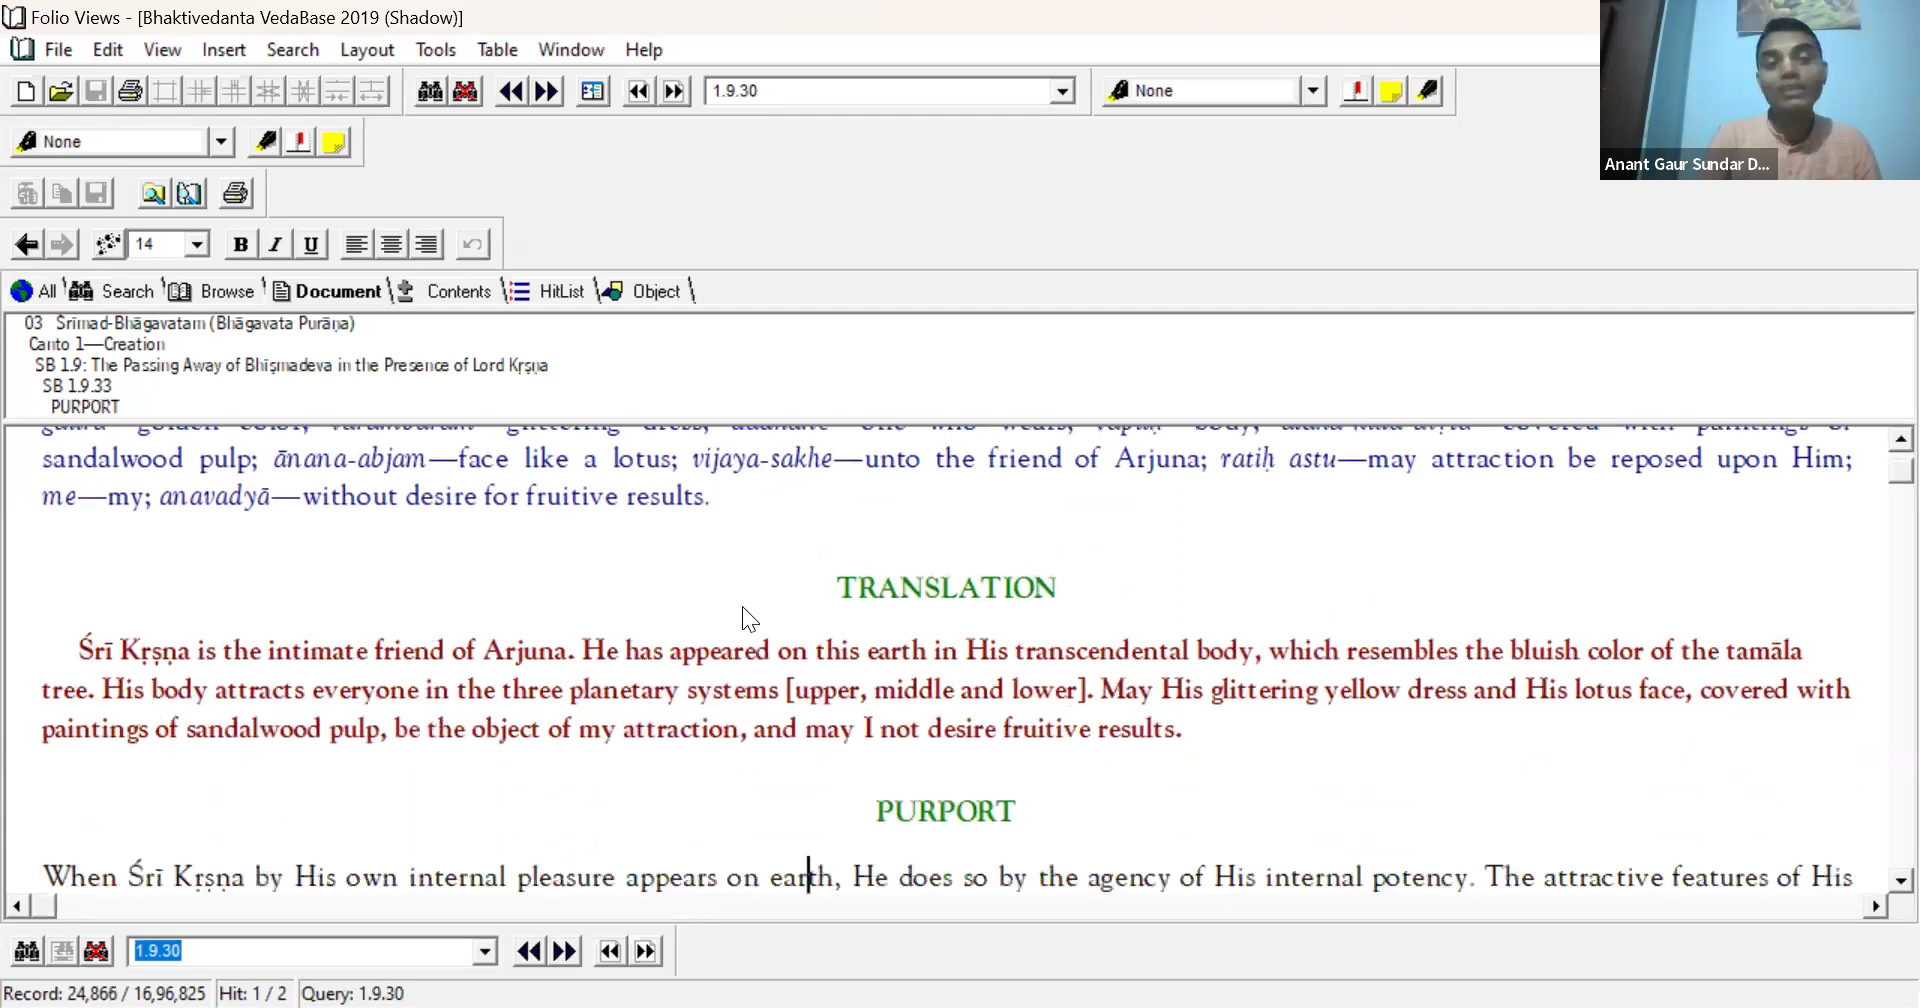 Folio Views - [Bhaktivedanta VedaBase 2019 (Shadow)]
File Edit View Insert Search Layout Tools Table Window Help
1.9.30 None
None
Anant Gaur Sundar D...
14 B I U
All Search Browse Document Contents HitList Object
03 Śrīmad-Bhāgavatam (Bhāgavata Purāṇa)
Canto 1—Creation
SB 1.9: The Passing Away of Bhīṣmadeva in the Presence of Lord Kṛṣṇa
SB 1.9.33
PURPORT
sandalwood pulp; ānana-abjam—face like a lotus; vijaya-sakhe—unto the friend of Arjuna; ratiḥ astu—may attraction be reposed upon Him;
me—my; anavadyā—without desire for fruitive results.
TRANSLATION
Śrī Kṛṣṇa is the intimate friend of Arjuna. He has appeared on this earth in His transcendental body, which resembles the bluish color of the tamāla
tree. His body attracts everyone in the three planetary systems [upper, middle and lower]. May His glittering yellow dress and His lotus face, covered with
paintings of sandalwood pulp, be the object of my attraction, and may I not desire fruitive results.
PURPORT
When Śrī Kṛṣṇa by His own internal pleasure appears on earth, He does so by the agency of His internal potency. The attractive features of His
1.9.30
Record: 24,866 / 16,96,825 Hit: 1 / 2 Query: 1.9.30